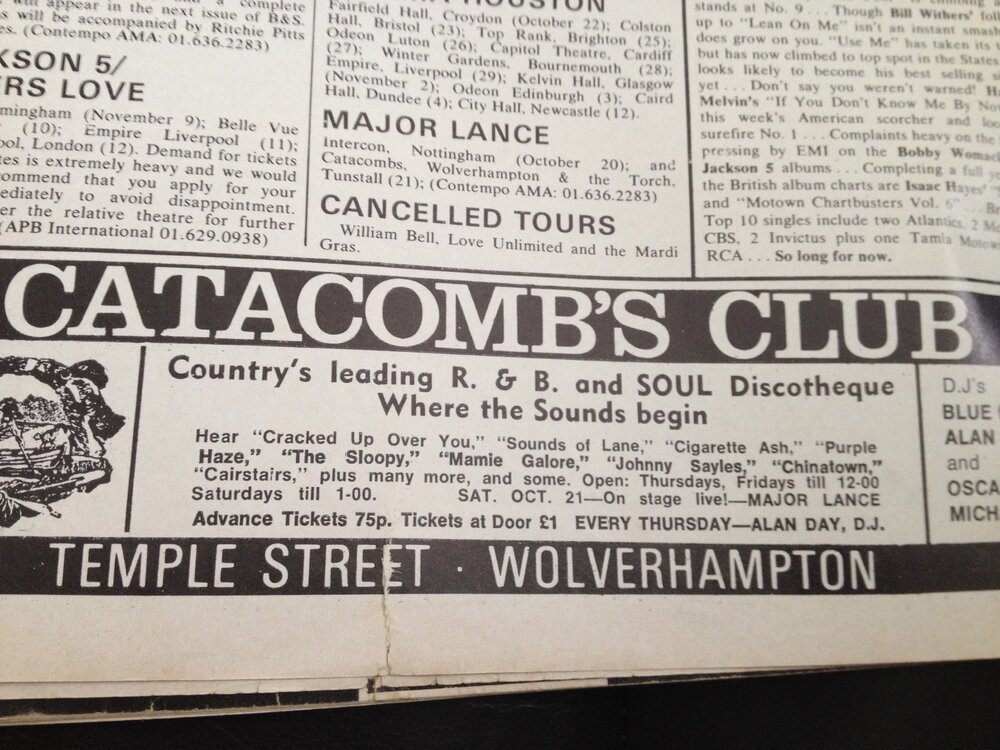 will appear in the next issue of B&S.
s will be accompanied by Ritchie Pitts
es. (Contempo AMA: 01.636.2283)
KSON 5/
RS LOVE
mingham (November 9); Belle Vue
(10); Empire Liverpool (11);
ool, London (12). Demand for tickets
tes is extremely heavy and we would
commend that you apply for your
ediately to avoid disappointment.
er the relative theatre for further
(APB International 01.629.0938)
HOUSTON
Fairfield Hall, Croydon (October 22); Colston
Hall, Bristol (23); Top Rank, Brighton (25);
Odeon Luton (26); Capitol Theatre, Cardiff
(27); Winter Gardens, Bournemouth (28);
Empire, Liverpool (29); Kelvin Hall, Glasgow
(November 2); Odeon Edinburgh (3); Caird
Hall, Dundee (4); City Hall, Newcastle (12).
MAJOR LANCE
Intercon, Nottingham (October 20); and
Catacombs, Wolverhampton & the Torch,
Tunstall (21); (Contempo AMA: 01.636.2283)
CANCELLED TOURS
William Bell, Love Unlimited and the Mardi
Gras.
stands at No. 9 ... Though Bill Withers' fol
up to "Lean On Me" isn't an instant smash
does grow on you. "Use Me" has taken its
but has now climbed to top spot in the States
looks likely to become his best selling s
yet ... Don't say you weren't warned! Ha
Melvin's "If You Don't Know Me By No
this week's American scorcher and loo
surefire No. 1 ... Complaints heavy on the
pressing by EMI on the Bobby Womac
Jackson 5 albums ... Completing a full y
the British album charts are Isaac Hayes'
and "Motown Chartbusters Vol. 6" ... Be
Top 10 singles include two Atlantics, 2 Mo
CBS, 2 Invictus plus one Tamla Motow
RCA ... So long for now.
CATACOMB'S CLUB
Country's leading R. & B. and SOUL Discotheque
Where the Sounds begin
Hear "Cracked Up Over You," "Sounds of Lane," "Cigarette Ash," "Purple
Haze," "The Sloopy," "Mamie Galore," "Johnny Sayles," "Chinatown,"
"Cairstairs," plus many more, and some. Open: Thursdays, Fridays till 12-00
Saturdays till 1-00. SAT. OCT. 21—On stage live!—MAJOR LANCE
Advance Tickets 75p. Tickets at Door £1 EVERY THURSDAY—ALAN DAY, D.J.
D.J's
BLUE
ALAN
and
OSCA
MICH
TEMPLE STREET · WOLVERHAMPTON